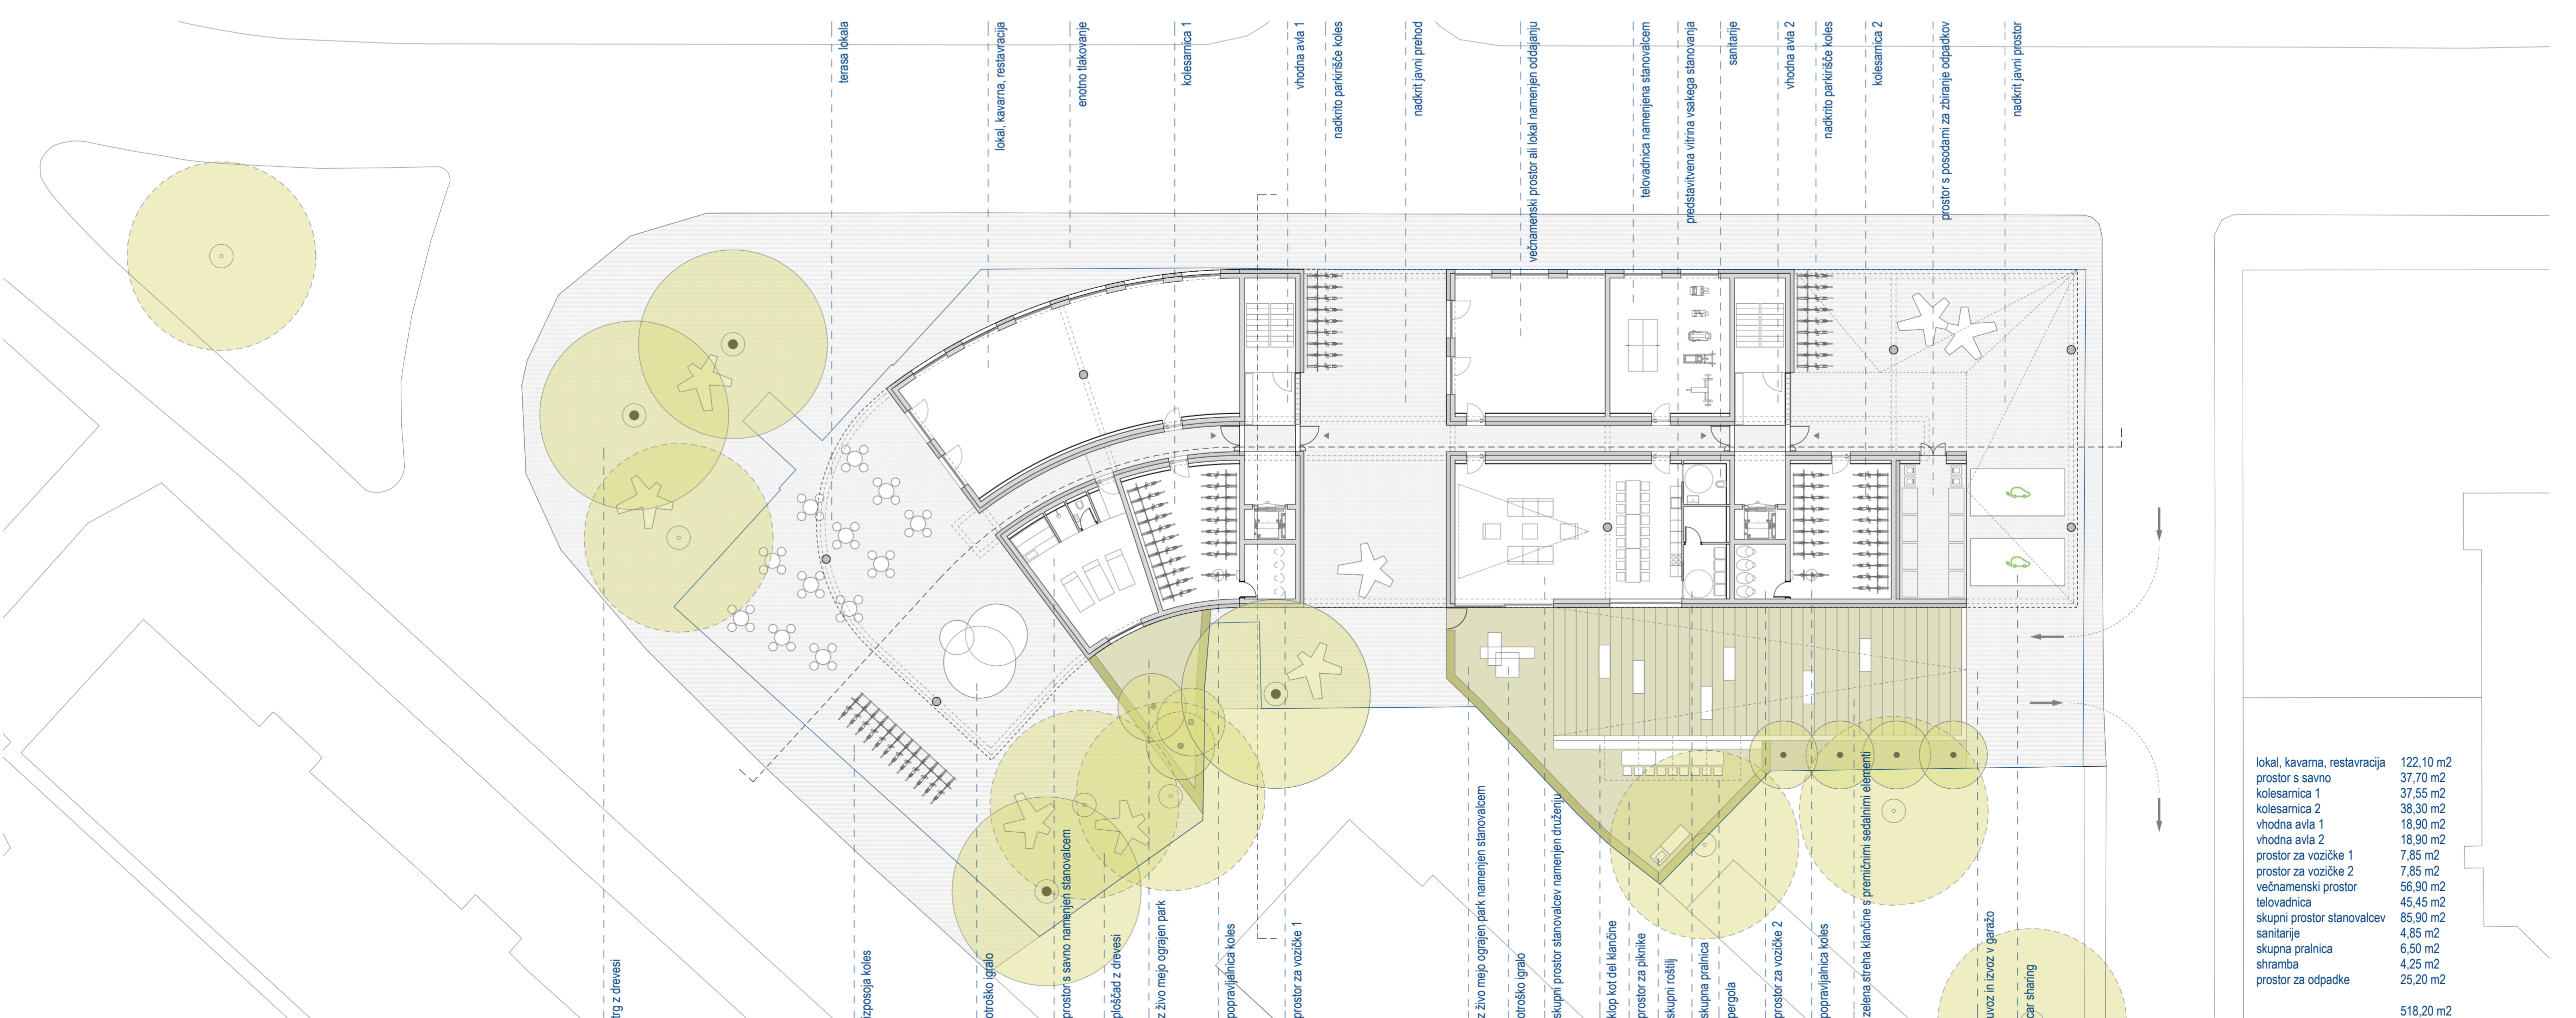 terasa lokala
lokal, kavarna, restavracija
enotno tlakovanje
kolesarnica 1
vhodna avla 1
nadkrito parkirišče koles
nadkrit javni prehod
večnamenski prostor ali lokal namenjen oddajanju
telovadnica namenjena stanovalcem
predstavitvena vitrina vsakega stanovanja
sanitarije
vhodna avla 2
nadkrito parkirišče koles
kolesarnica 2
prostor s posodami za zbiranje odpadkov
nadkrit javni prostor
trg z drevesi
izposoja koles
otroško igralo
prostor s savno namenjen stanovalcem
ploščad z drevesi
z živo mejo ograjen park
popravljalnica koles
prostor za vozičke 1
z živo mejo ograjen park namenjen stanovalcem
otroško igralo
skupni prostor stanovalcev namenjen druženju
klop kot del klančine
prostor za piknike
skupni roštilj
skupna pralnica
pergola
prostor za vozičke 2
popravljalnica koles
zelena streha klančine s premičnimi sedalnimi elementi
uvoz in izvoz v garažo
car sharing
lokal, kavarna, restavracija 122,10 m2
prostor s savno 37,70 m2
kolesarnica 1 37,55 m2
kolesarnica 2 38,30 m2
vhodna avla 1 18,90 m2
vhodna avla 2 18,90 m2
prostor za vozičke 1 7,85 m2
prostor za vozičke 2 7,85 m2
večnamenski prostor 56,90 m2
telovadnica 45,45 m2
skupni prostor stanovalcev 85,90 m2
sanitarije 4,85 m2
skupna pralnica 6,50 m2
shramba 4,25 m2
prostor za odpadke 25,20 m2
518,20 m2